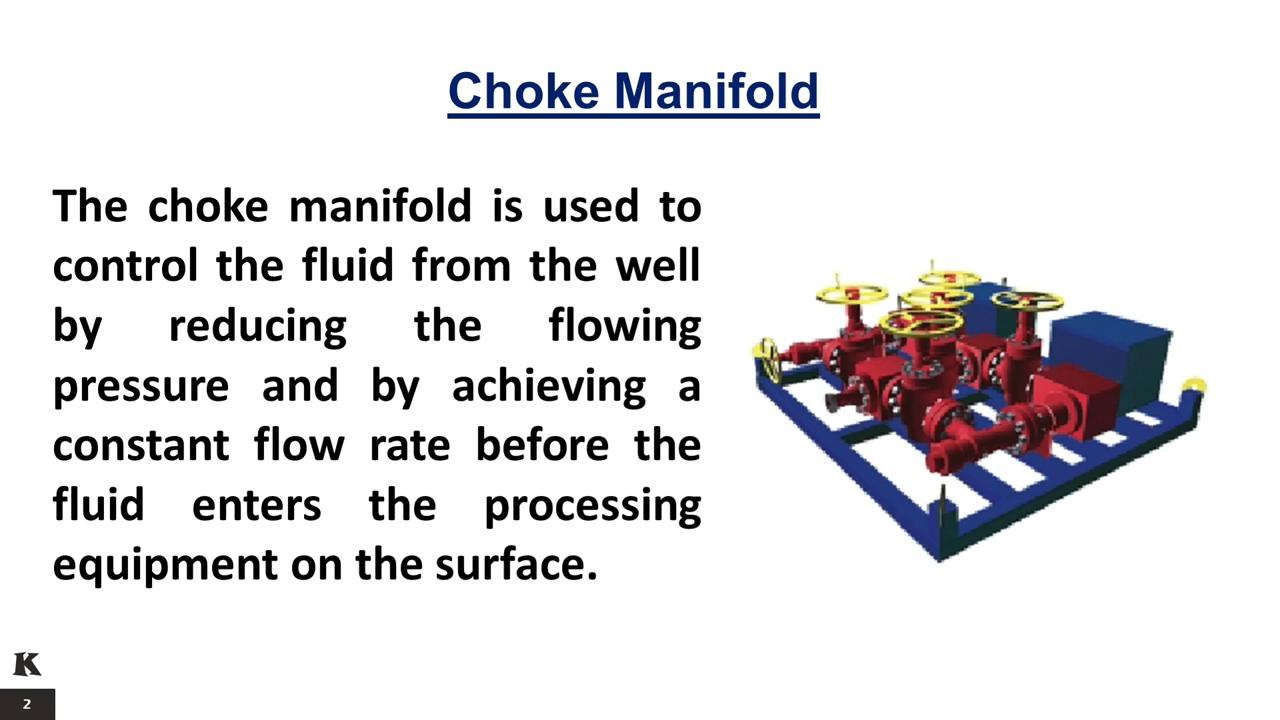 Choke Manifold
The choke manifold is used to
control the fluid from the well
by reducing the flowing
pressure and by achieving a
constant flow rate before the
fluid enters the processing
equipment on the surface.
K
2